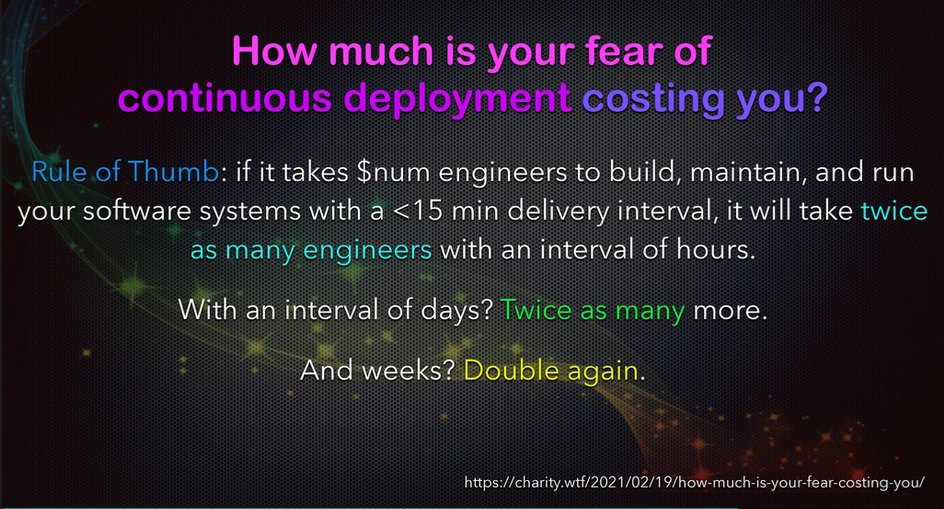 How much is your fear of
continuous deployment costing you?
Rule of Thumb: if it takes $num engineers to build, maintain, and run
your software systems with a <15 min delivery interval, it will take twice
as many engineers with an interval of hours.
With an interval of days? Twice as many more.
And weeks? Double again.
https://charity.wtf/2021/02/19/how-much-is-your-fear-costing-you/